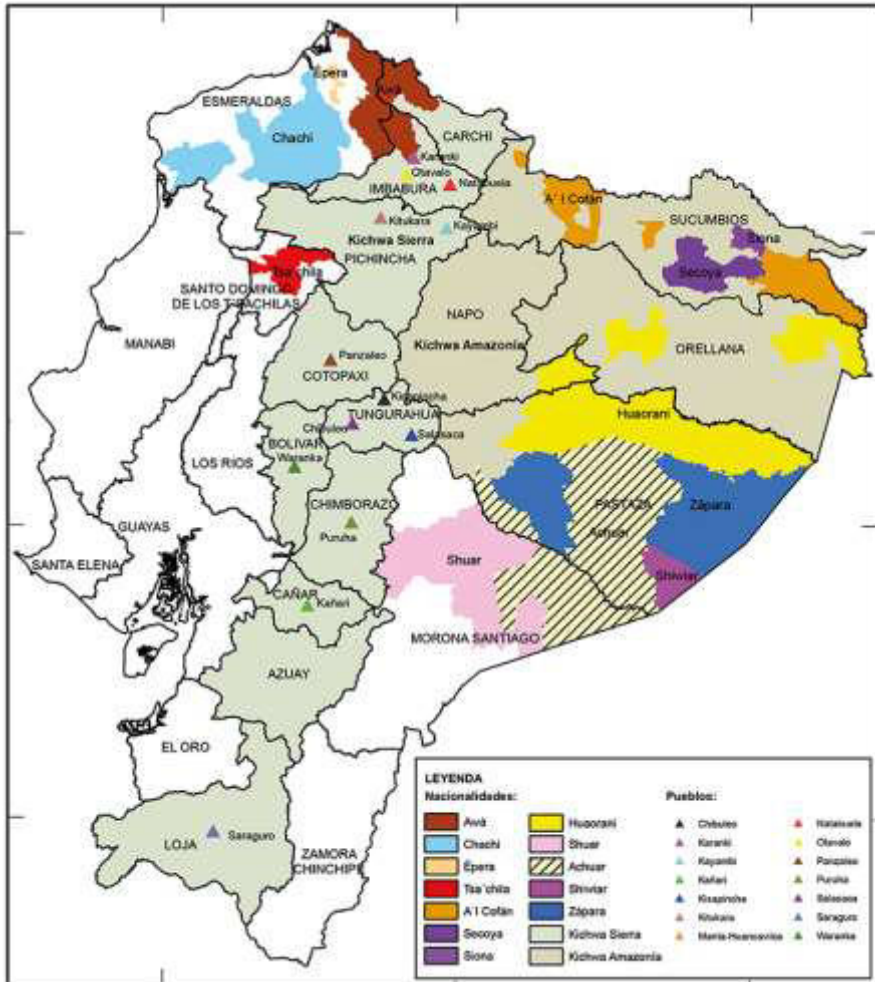 Épera
Awá
ESMERALDAS
Chachi
CARCHI
Karanki
Otavalo
IMBABURA
Natabuela
A´ I Cofán
Kitukara
SUCUMBIOS
Kayambi
Siona
Kichwa Sierra
PICHINCHA
Tsa´chila
Secoya
SANTO DOMINGO
DE LOS TSACHILAS
NAPO
MANABI
Kichwa Amazonía
ORELLANA
Panzaleo
COTOPAXI
Kisapincha
TUNGURAHUA
Huaorani
Chibuleo
Salasaca
BOLIVAR
Waranka
LOS RIOS
CHIMBORAZO
PASTAZA
Zápara
GUAYAS
Puruha
Achuar
SANTA ELENA
Shuar
Shiwiar
CAÑAR
Kañari
MORONA SANTIAGO
AZUAY
EL ORO
LOJA
Saraguro
ZAMORA
CHINCHIPE
LEYENDA
Nacionalidades:
Awá
Chachi
Épera
Tsa´chila
A´I Cofán
Secoya
Siona
Huaorani
Shuar
Achuar
Shiwiar
Zápara
Kichwa Sierra
Kichwa Amazonía
Pueblos:
Chibuleo
Karanki
Kayambi
Kañari
Kisapincha
Kitukara
Manta-Huancavilca
Natabuela
Otavalo
Panzaleo
Puruha
Salasaca
Saraguro
Waranka